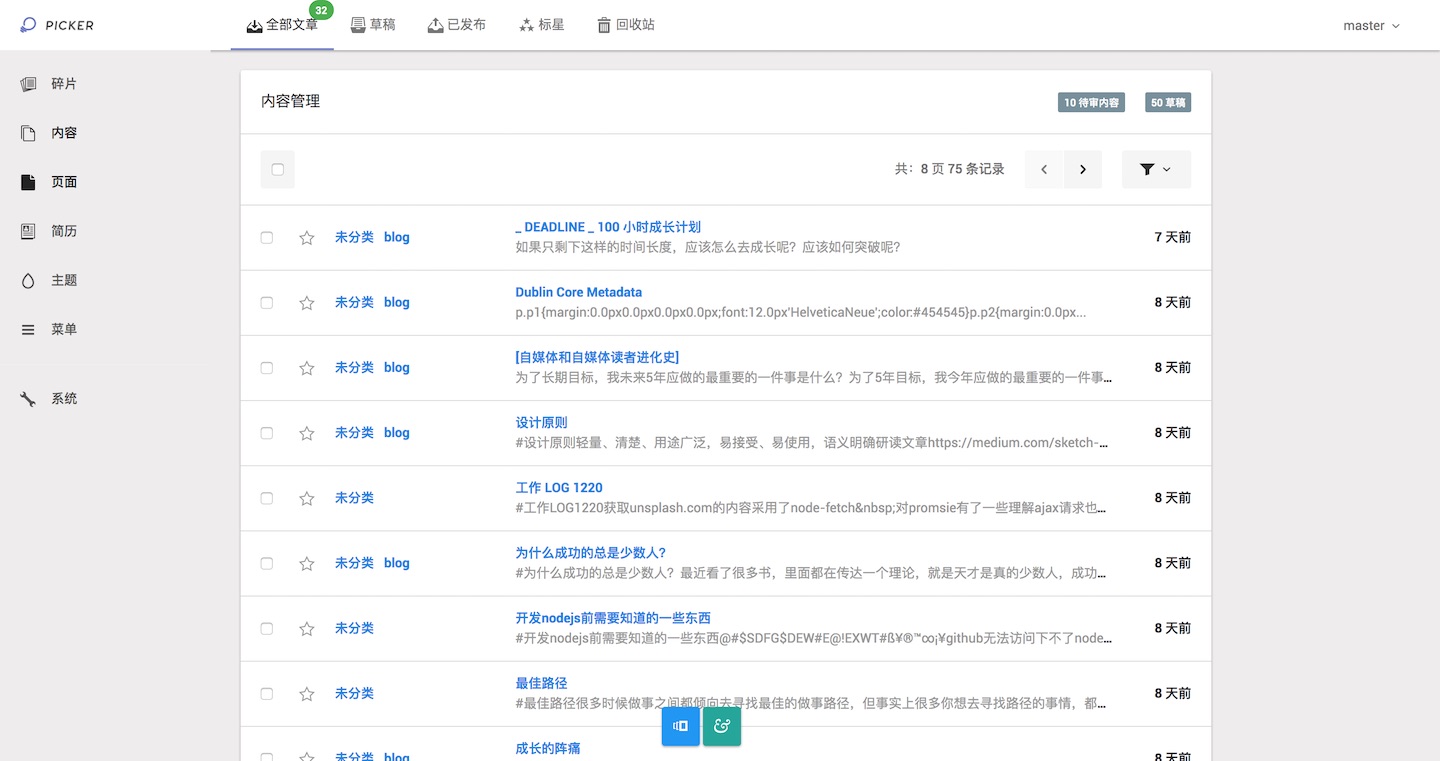 PICKER
全部文章
32
草稿
已发布
标星
回收站
master
碎片
内容
页面
简历
主题
菜单
系统
内容管理
10 待审内容
50 草稿
共：8 页 75 条记录
未分类 blog
_ DEADLINE _ 100 小时成长计划
如果只剩下这样的时间长度，应该怎么去成长呢？应该如何突破呢？
7 天前
未分类 blog
Dublin Core Metadata
p.p1{margin:0.0px0.0px0.0px0.0px;font:12.0px'HelveticaNeue';color:#454545}p.p2{margin:0.0px...
8 天前
未分类 blog
[自媒体和自媒体读者进化史]
为了长期目标，我未来5年应做的最重要的一件事是什么？为了5年目标，我今年应做的最重要的一件事...
8 天前
未分类 blog
设计原则
#设计原则轻量、清楚、用途广泛，易接受、易使用，语义明确研读文章https://medium.com/sketch-...
8 天前
未分类
工作 LOG 1220
#工作LOG1220获取unsplash.com的内容采用了node-fetch&nbsp;对promsie有了一些理解ajax请求也...
8 天前
未分类 blog
为什么成功的总是少数人？
#为什么成功的总是少数人？最近看了很多书，里面都在传达一个理论，就是天才是真的少数人，成功...
8 天前
未分类
开发nodejs前需要知道的一些东西
#开发nodejs前需要知道的一些东西@#$SDFG$DEW#E@!EXWT#ß¥®™∞¡¥github无法访问下不了node...
8 天前
未分类
最佳路径
#最佳路径很多时候做事之间都倾向去寻找最佳的做事路径，但事实上很多你想去寻找路径的事情，都...
8 天前
未分类 blog
成长的阵痛
8 天前